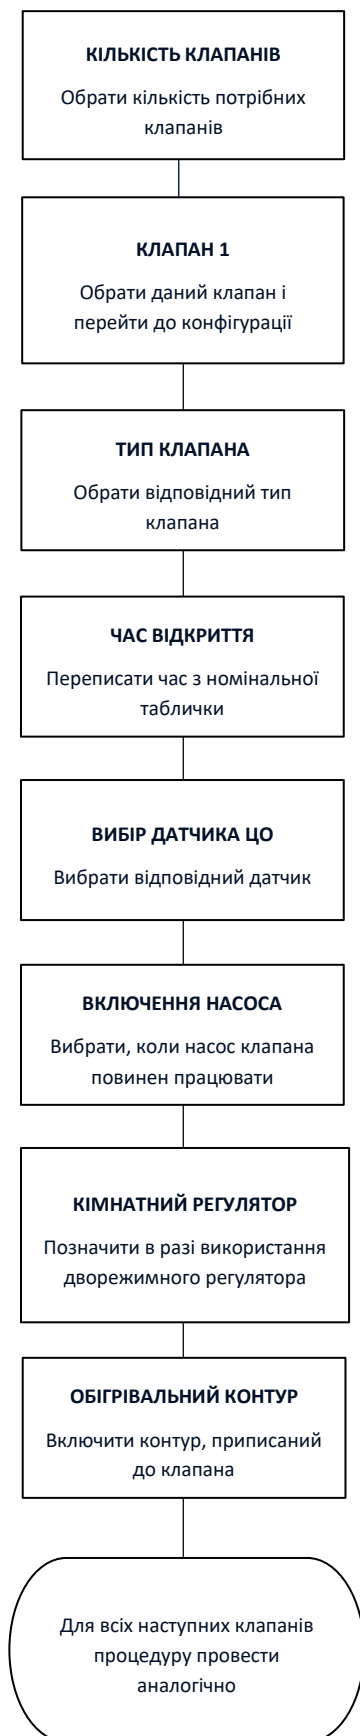 КІЛЬКІСТЬ КЛАПАНІВ
Обрати кількість потрібних
клапанів
КЛАПАН 1
Обрати даний клапан і
перейти до конфігурації
ТИП КЛАПАНА
Обрати відповідний тип
клапана
ЧАС ВІДКРИТТЯ
Переписати час з номінальної
таблички
ВИБІР ДАТЧИКА ЦО
Вибрати відповідний датчик
ВКЛЮЧЕННЯ НАСОСА
Вибрати, коли насос клапана
повинен працювати
КІМНАТНИЙ РЕГУЛЯТОР
Позначити в разі використання
дворежимного регулятора
ОБІГРІВАЛЬНИЙ КОНТУР
Включити контур, приписаний
до клапана
Для всіх наступних клапанів
процедуру провести
аналогічно